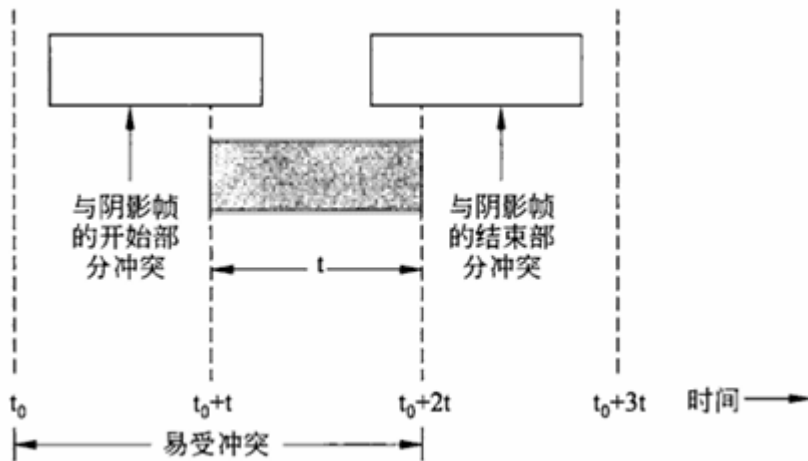 与阴影帧
的开始部
分冲突
与阴影帧
的结束部
分冲突
t
t₀
t₀+t
t₀+2t
t₀+3t
时间
易受冲突